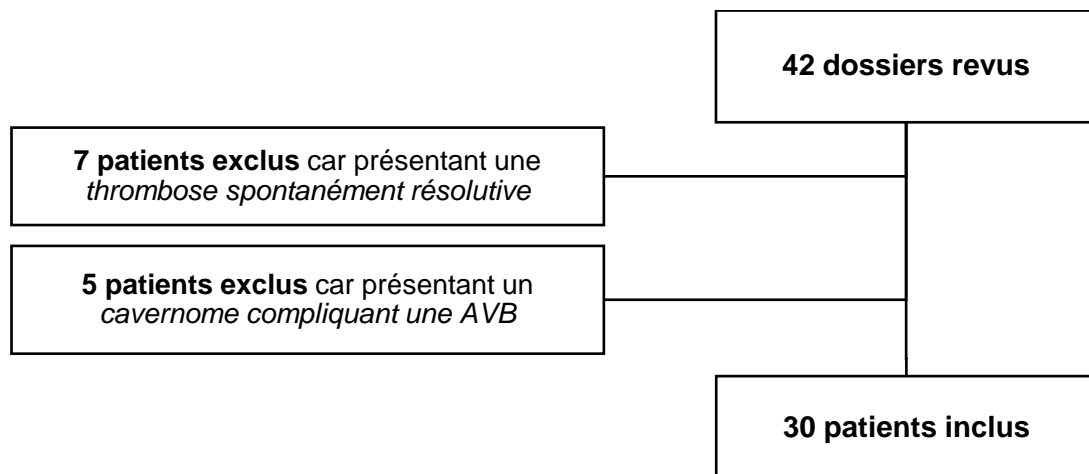 42 dossiers revus
7 patients exclus car présentant une
thrombose spontanément résolutive
5 patients exclus car présentant un
cavernome compliquant une AVB
30 patients inclus